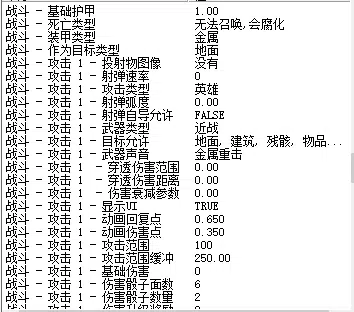 战斗 - 基础护甲 1.00
战斗 - 死亡类型 无法召唤,会腐化
战斗 - 装甲类型 金属
战斗 - 作为目标类型 地面
战斗 - 攻击 1 - 投射物图像 没有
战斗 - 攻击 1 - 射弹速率 0
战斗 - 攻击 1 - 攻击类型 英雄
战斗 - 攻击 1 - 射弹弧度 0.00
战斗 - 攻击 1 - 射弹自导允许 FALSE
战斗 - 攻击 1 - 武器类型 近战
战斗 - 攻击 1 - 目标允许 地面, 建筑, 残骸, 物品...
战斗 - 攻击 1 - 武器声音 金属重击
战斗 - 攻击 1 - 穿透伤害范围 0.00
战斗 - 攻击 1 - 穿透伤害距离 0.00
战斗 - 攻击 1 - 伤害衰减参数 0.00
战斗 - 攻击 1 - 显示UI TRUE
战斗 - 攻击 1 - 动画回复点 0.650
战斗 - 攻击 1 - 动画伤害点 0.350
战斗 - 攻击 1 - 攻击范围 100
战斗 - 攻击 1 - 攻击范围缓冲 250.00
战斗 - 攻击 1 - 基础伤害 0
战斗 - 攻击 1 - 伤害骰子面数 6
战斗 - 攻击 1 - 伤害骰子数量 2
战斗 - 攻击 1 - 伤害升级奖励 0